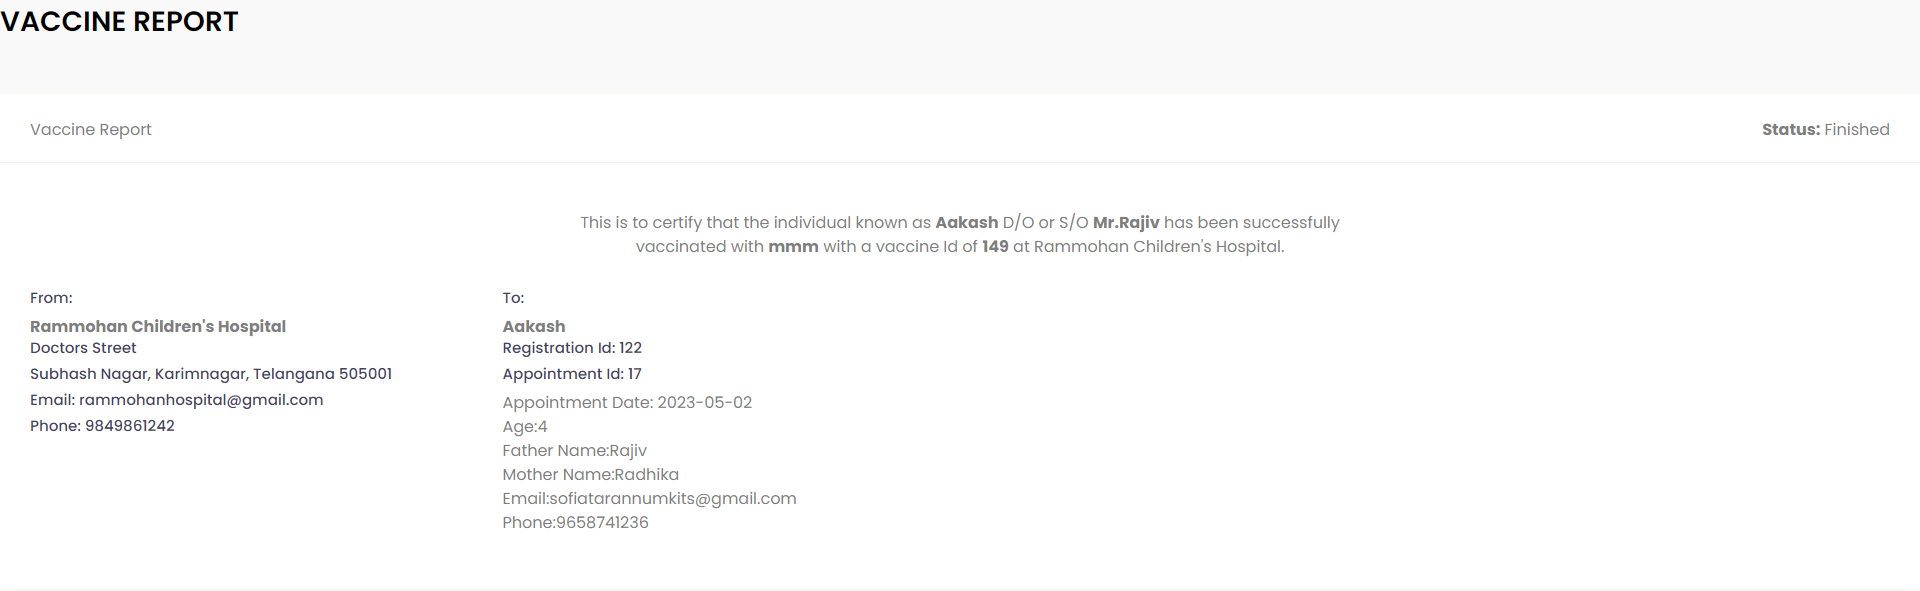 VACCINE REPORT
Vaccine Report
Status: Finished
This is to certify that the individual known as Aakash D/O or S/O Mr.Rajiv has been successfully
vaccinated with mmm with a vaccine Id of 149 at Rammohan Children's Hospital.
From:
Rammohan Children's Hospital
Doctors Street
Subhash Nagar, Karimnagar, Telangana 505001
Email: rammohanhospital@gmail.com
Phone: 9849861242
To:
Aakash
Registration Id: 122
Appointment Id: 17
Appointment Date: 2023-05-02
Age:4
Father Name:Rajiv
Mother Name:Radhika
Email:sofiatarannumkits@gmail.com
Phone:9658741236